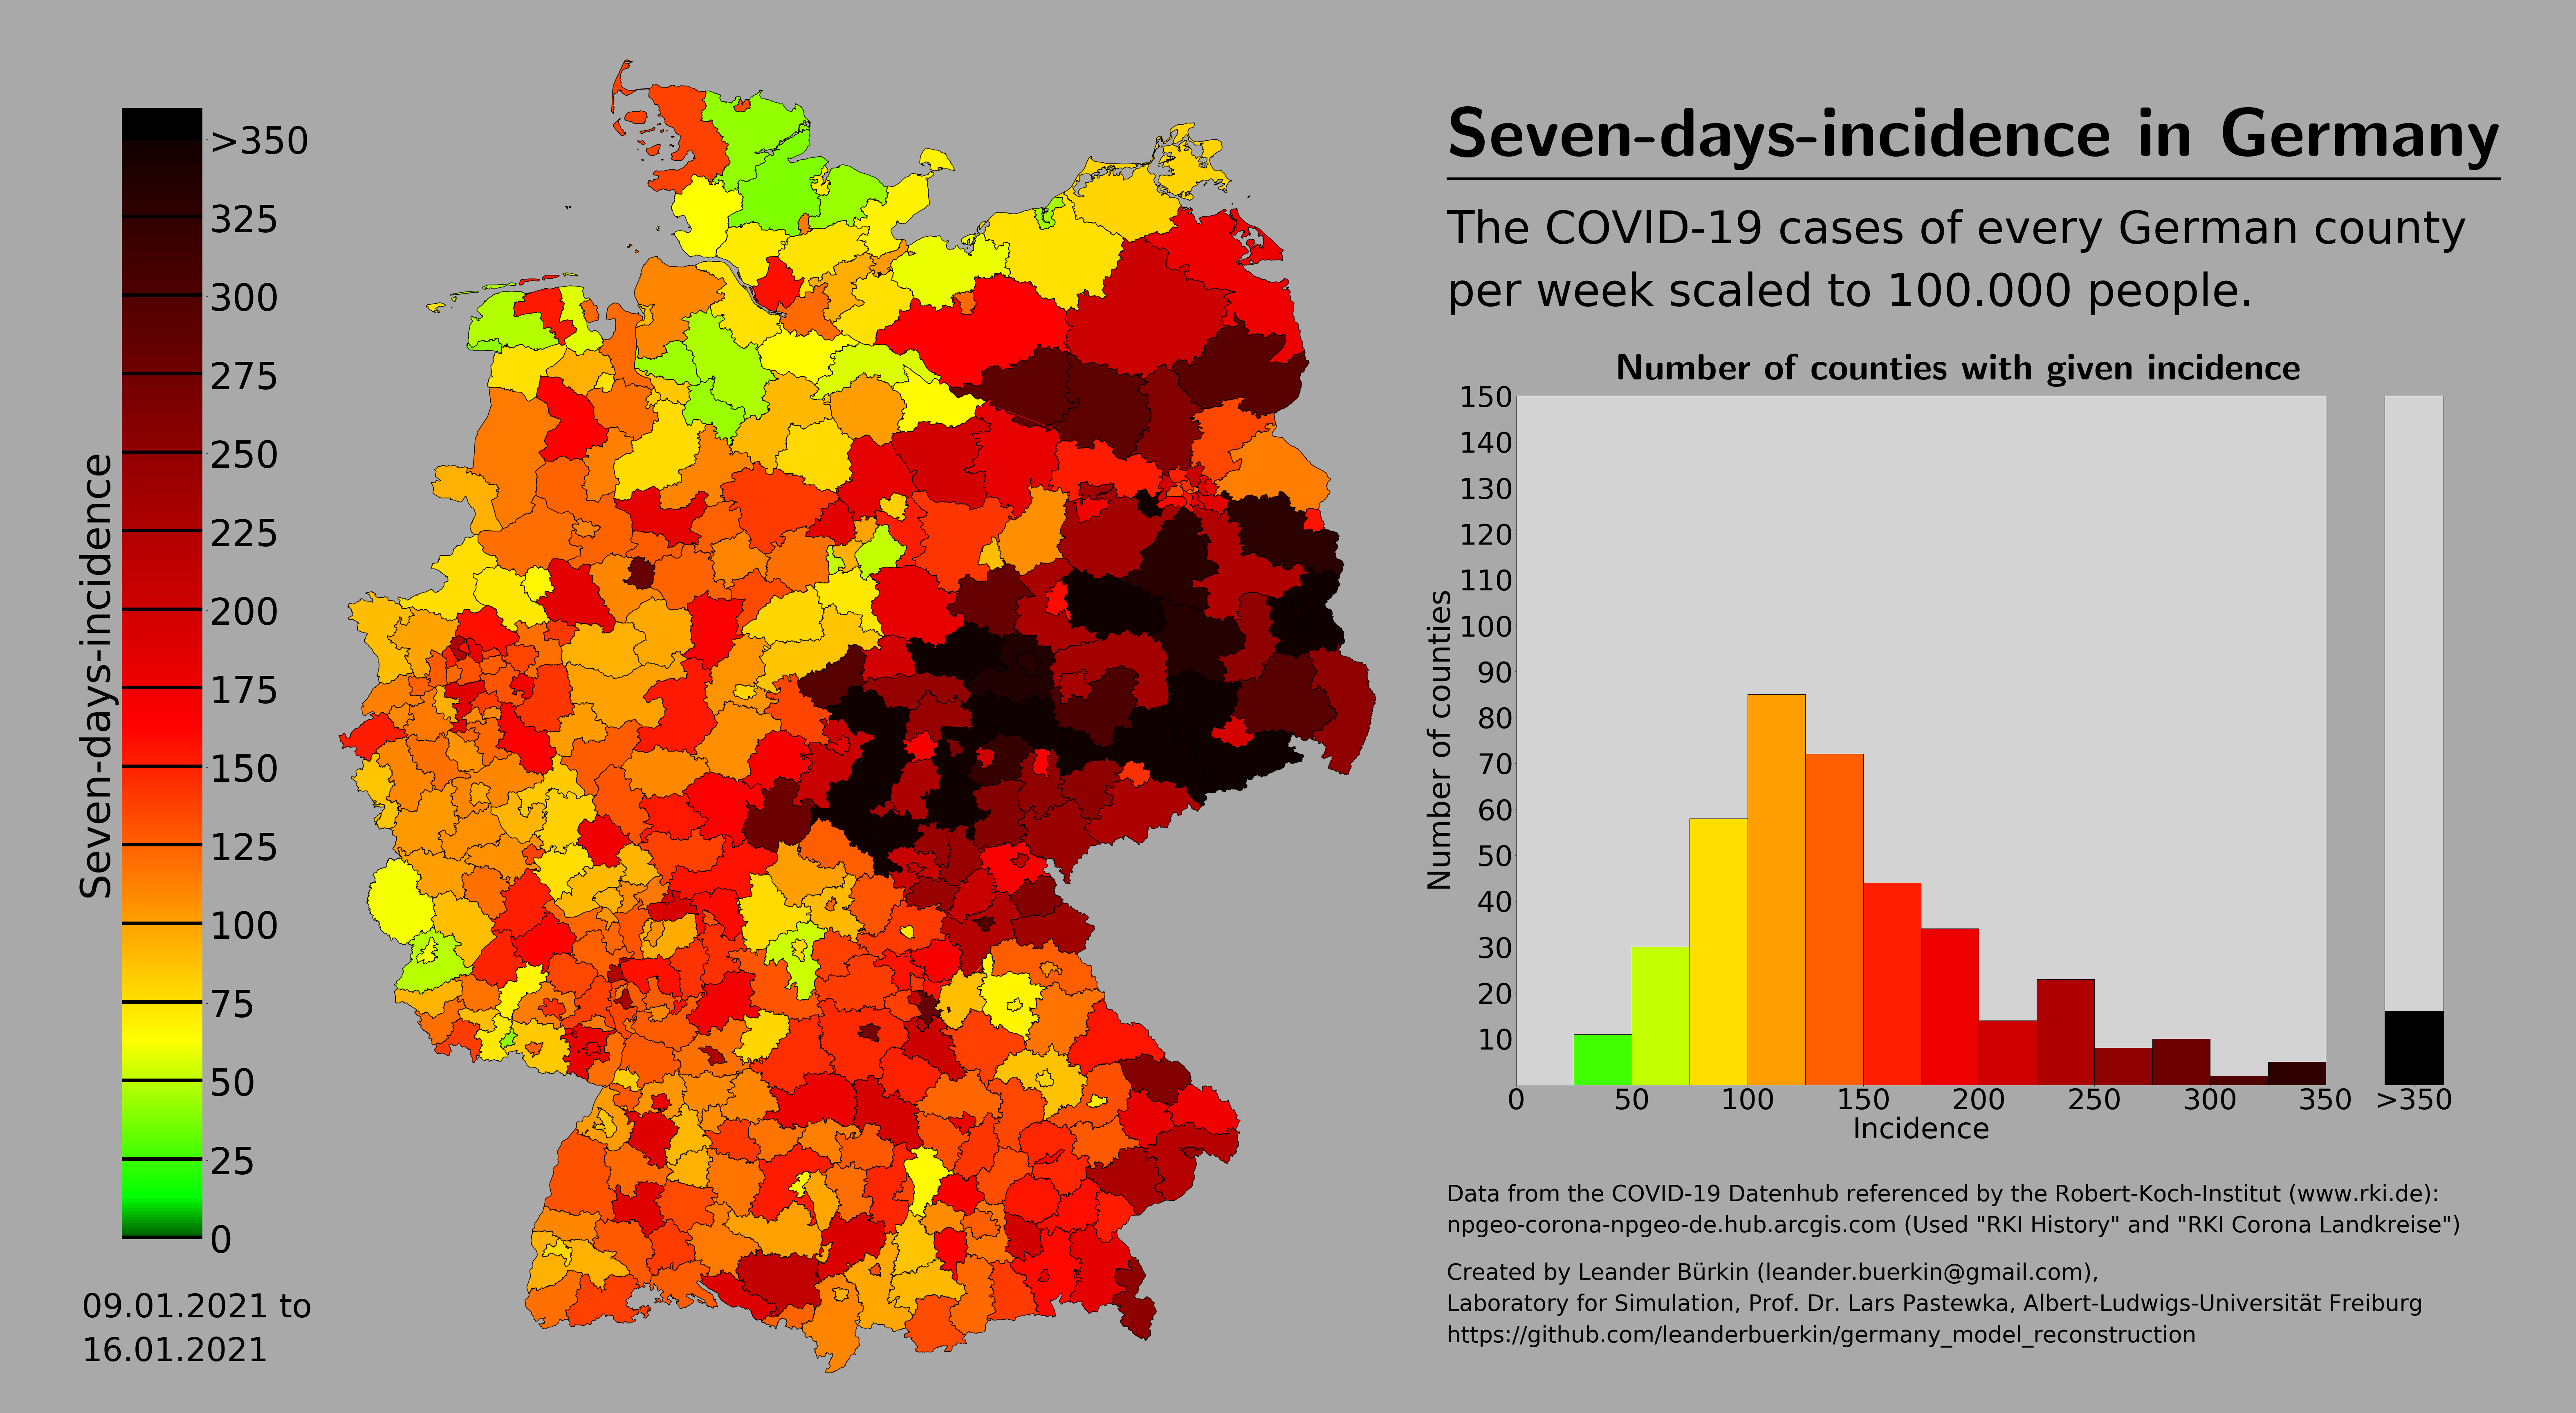 Seven-days-incidence in Germany
The COVID-19 cases of every German county
per week scaled to 100.000 people.
Seven-days-incidence
>350
325
300
275
250
225
200
175
150
125
100
75
50
25
0
09.01.2021 to
16.01.2021
Number of counties with given incidence
Number of counties
150
140
130
120
110
100
90
80
70
60
50
40
30
20
10
0 50 100 150 200 250 300 350 >350
Incidence
Data from the COVID-19 Datenhub referenced by the Robert-Koch-Institut (www.rki.de):
npgeo-corona-npgeo-de.hub.arcgis.com (Used "RKI History" and "RKI Corona Landkreise")
Created by Leander Bürkin (leander.buerkin@gmail.com),
Laboratory for Simulation, Prof. Dr. Lars Pastewka, Albert-Ludwigs-Universität Freiburg
https://github.com/leanderbuerkin/germany_model_reconstruction